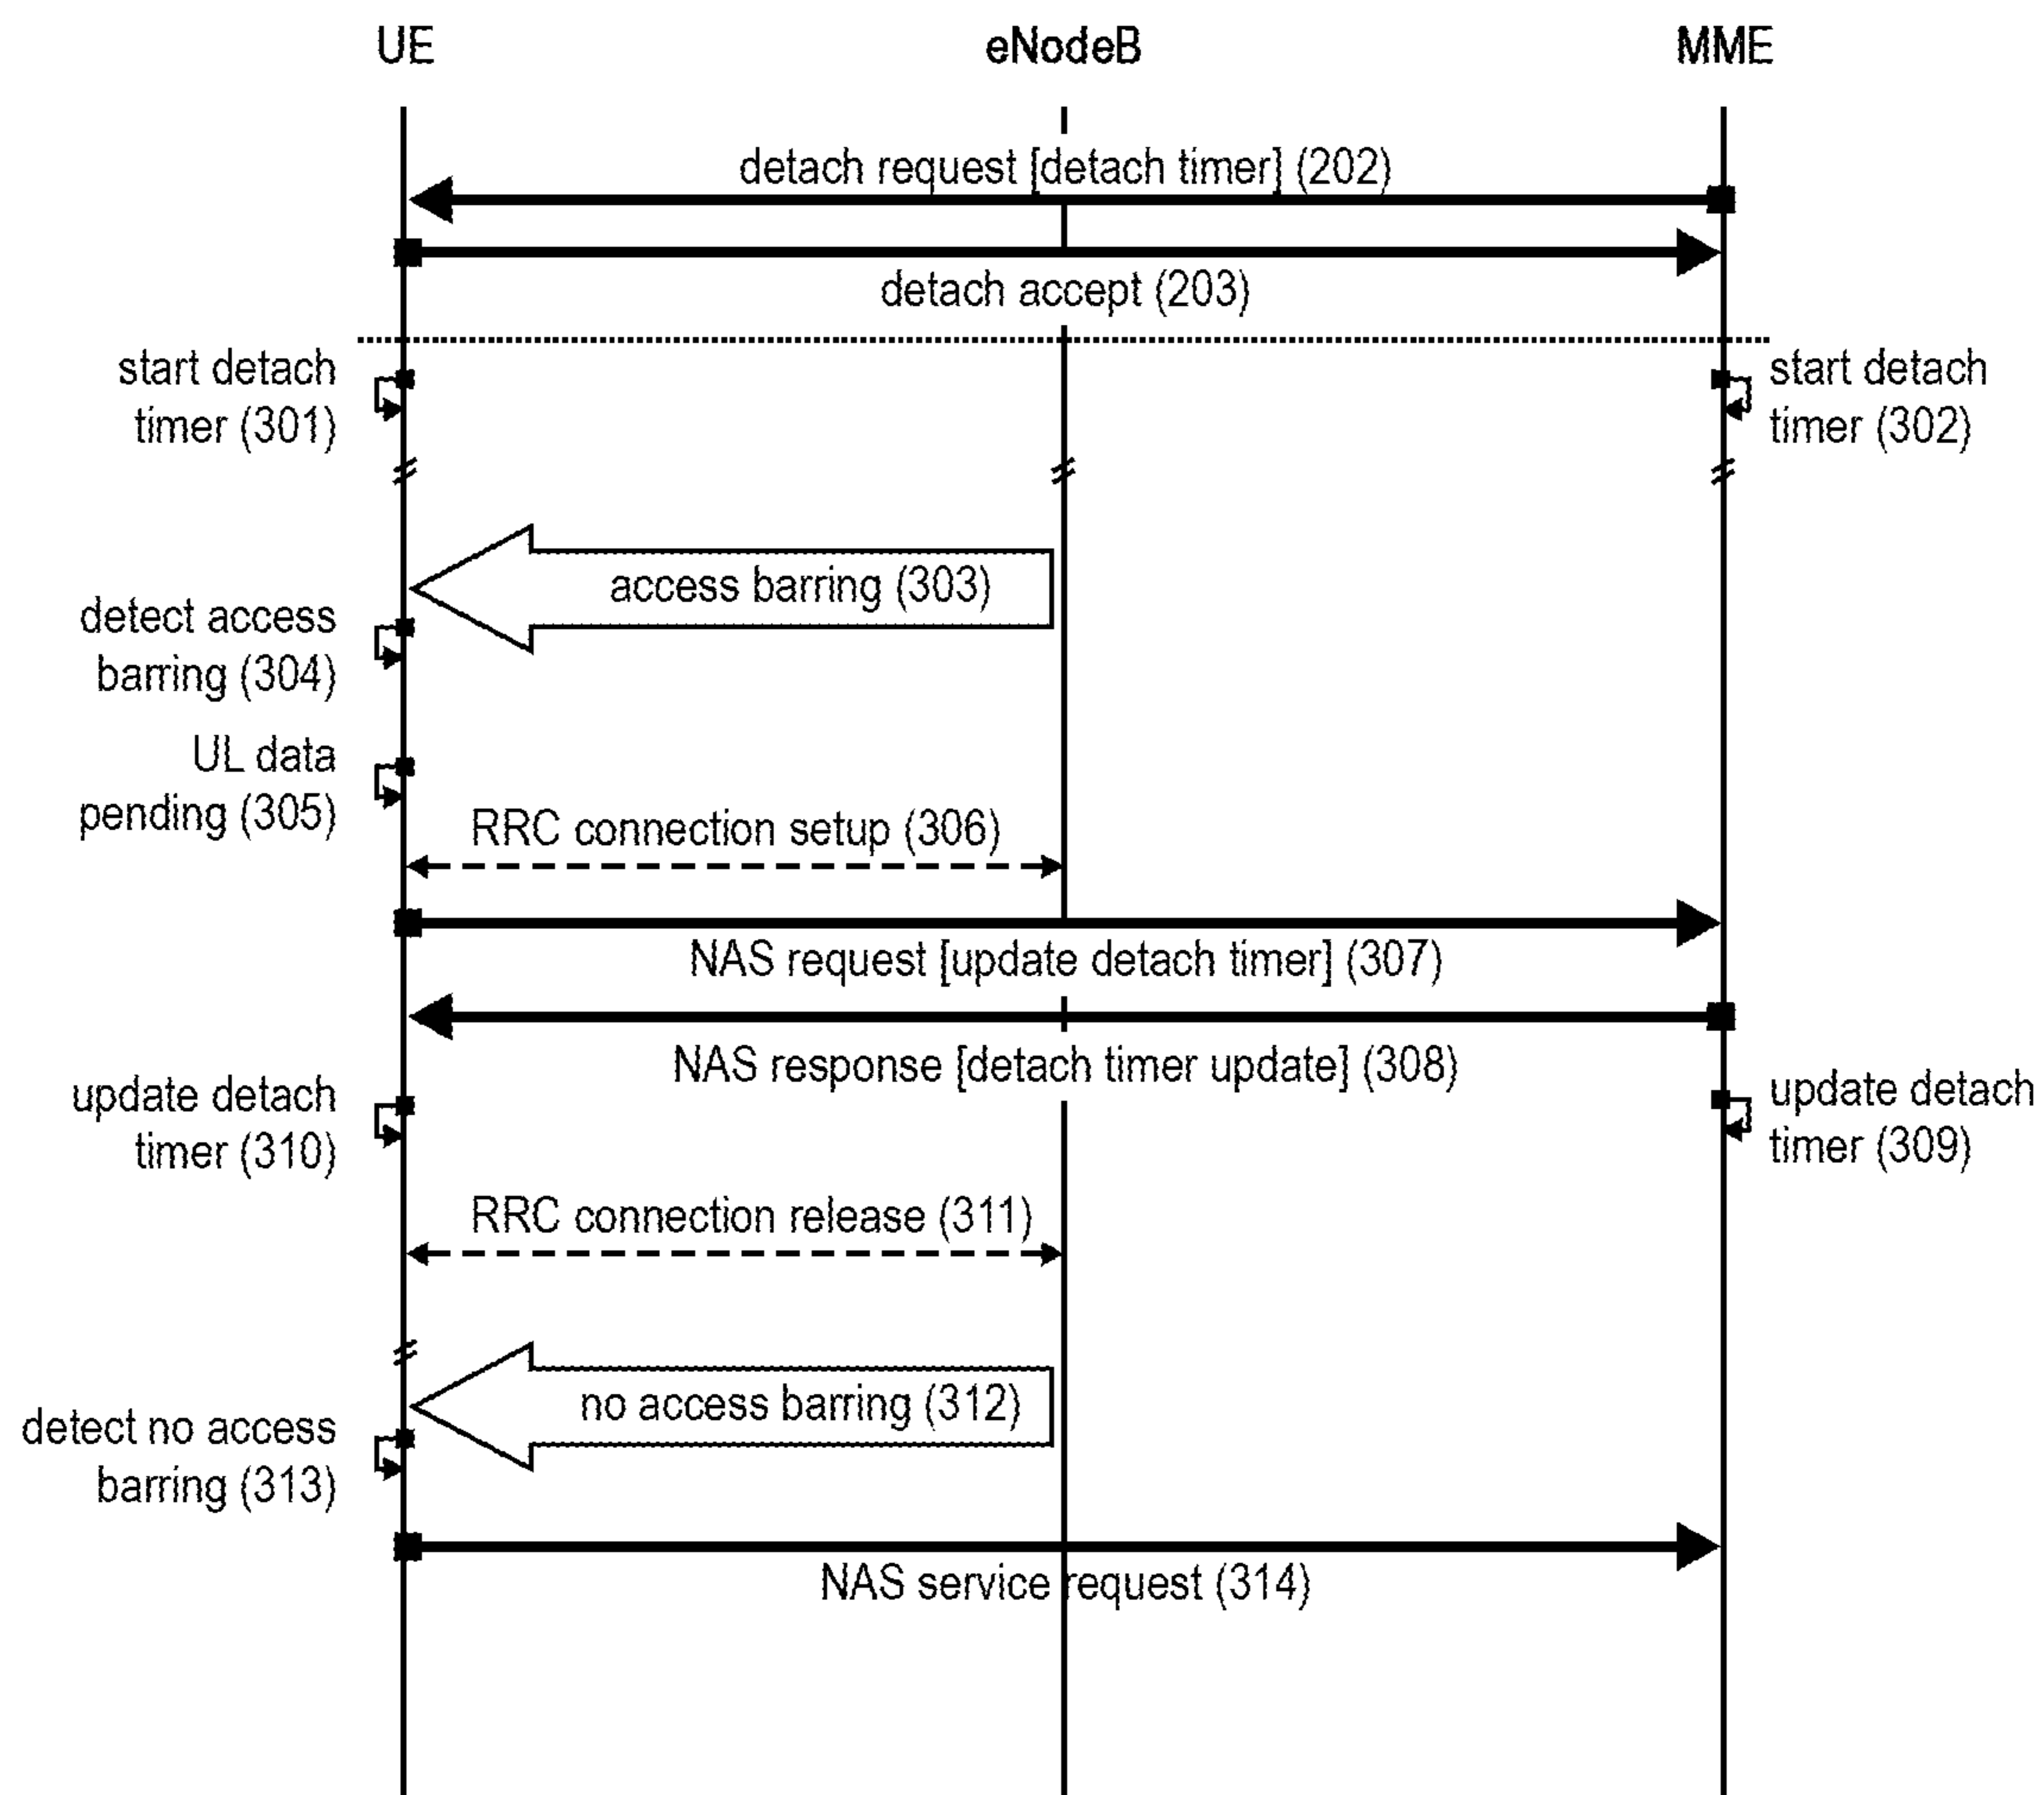 UE
eNodeB
MME
detach request [detach timer] (202)
detach accept (203)
start detach
timer (301)
start detach
timer (302)
access barring (303)
detect access
barring (304)
UL data
pending (305)
RRC connection setup (306)
NAS request [update detach timer] (307)
NAS response [detach timer update] (308)
update detach
timer (310)
update detach
timer (309)
RRC connection release (311)
no access barring (312)
detect no access
barring (313)
NAS service request (314)